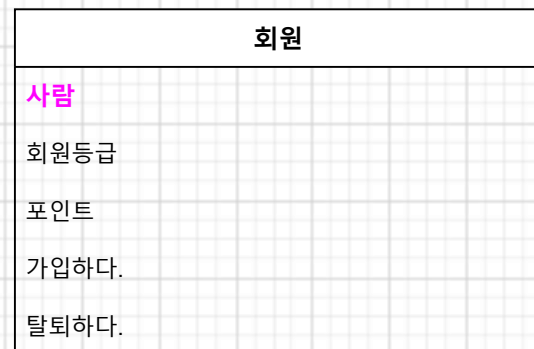 회원
사람
회원등급
포인트
가입하다.
탈퇴하다.